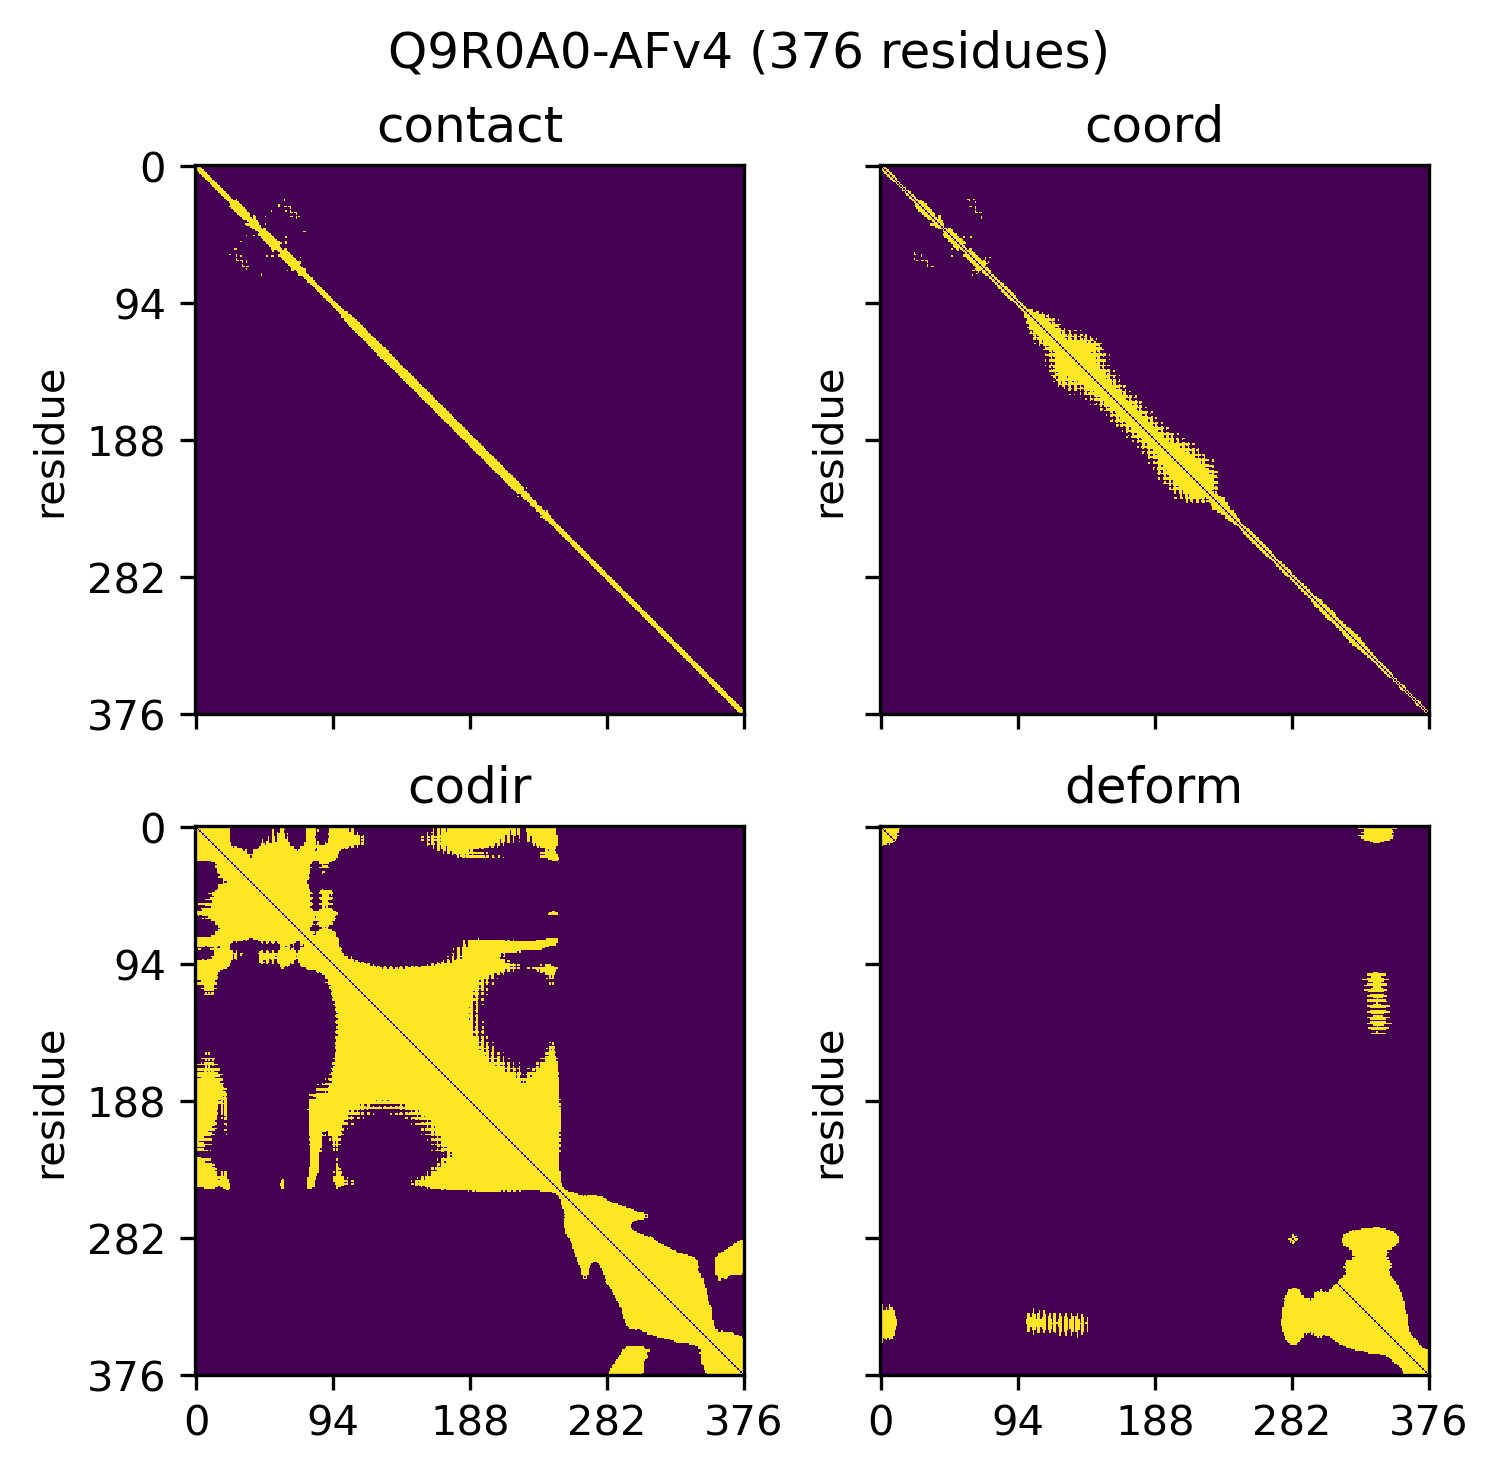 Q9R0A0-AFv4 (376 residues)
contact
coord
0
94
188
282
376
residue
residue
codir
deform
0
94
188
282
376
residue
residue
0 94 188 282 376
0 94 188 282 376